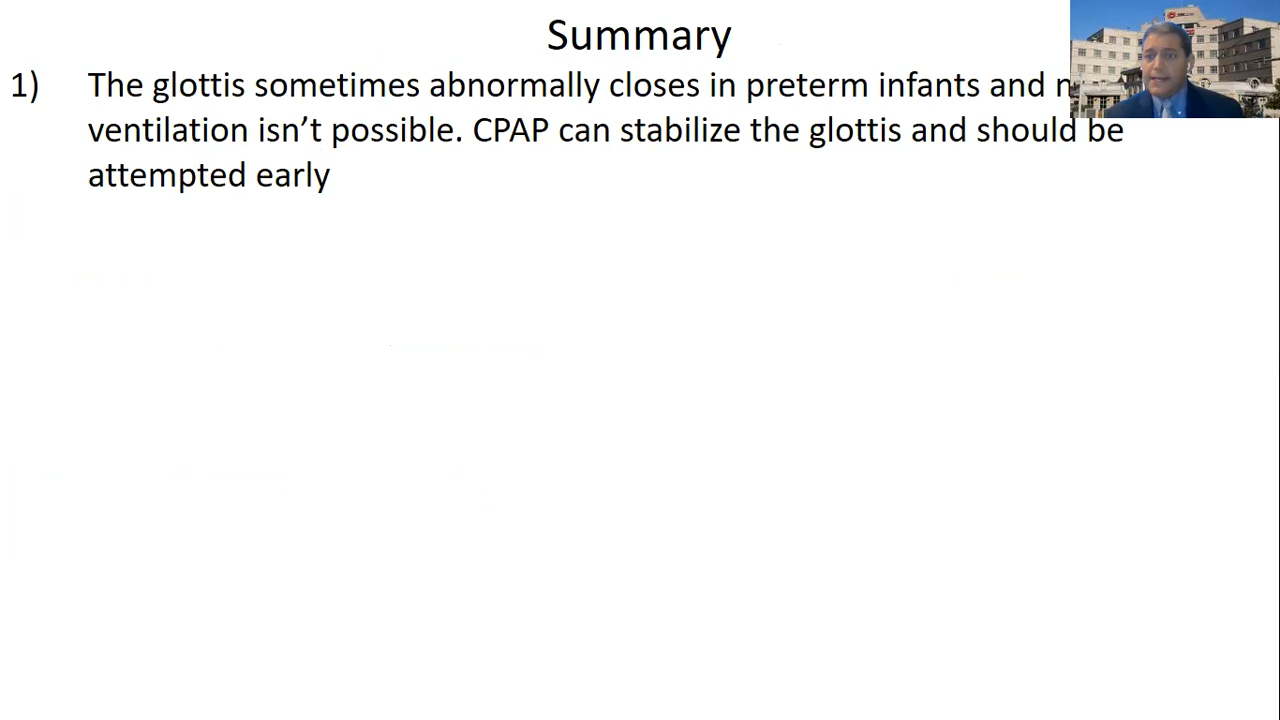 Summary
1) The glottis sometimes abnormally closes in preterm infants and
ventilation isn’t possible. CPAP can stabilize the glottis and should be
attempted early